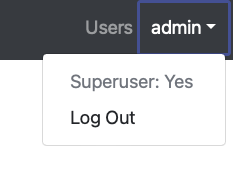 Users admin
Superuser: Yes
Log Out